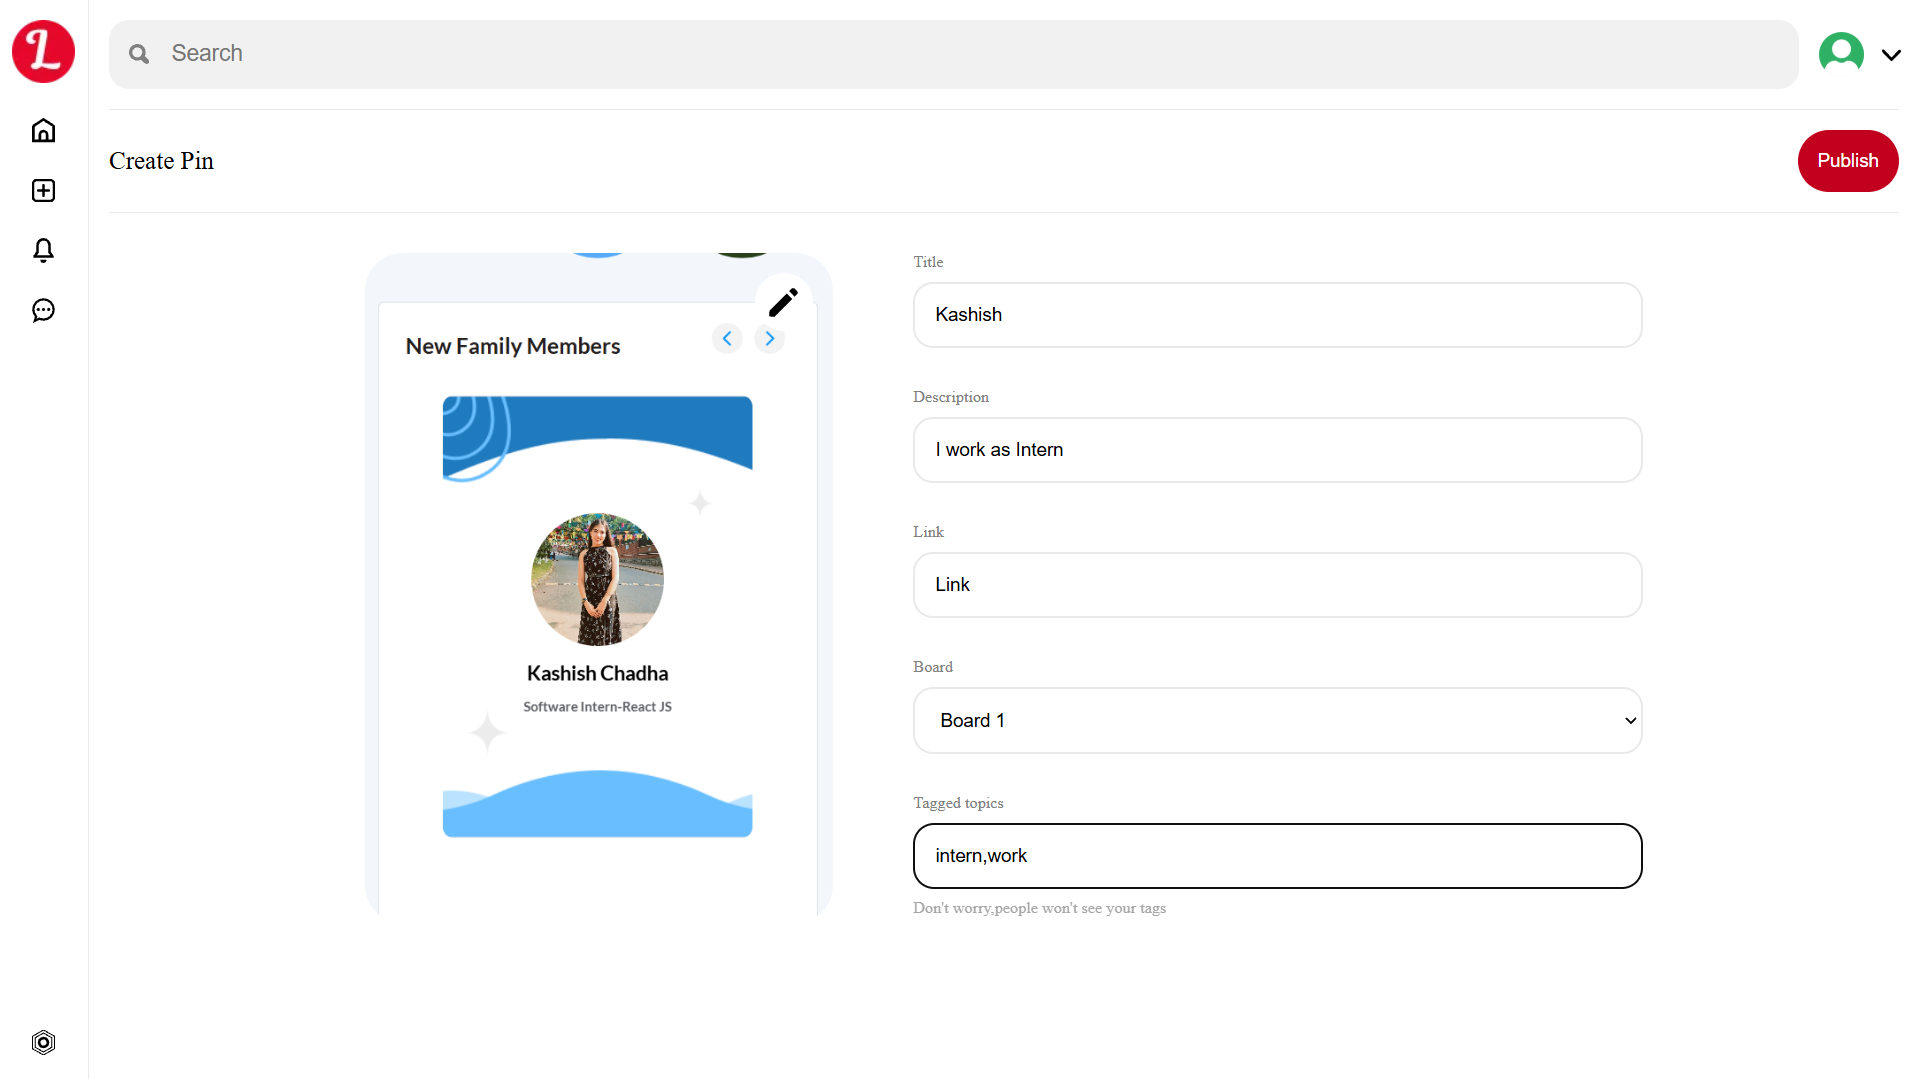 L
Search
Create Pin
Publish
New Family Members
Kashish Chadha
Software Intern-React JS
Title
Kashish
Description
I work as Intern
Link
Link
Board
Board 1
Tagged topics
intern,work
Don't worry,people won't see your tags